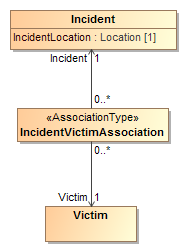 Incident
IncidentLocation : Location [1]
Incident 1
0..*
«AssociationType»
IncidentVictimAssociation
0..*
Victim 1
Victim